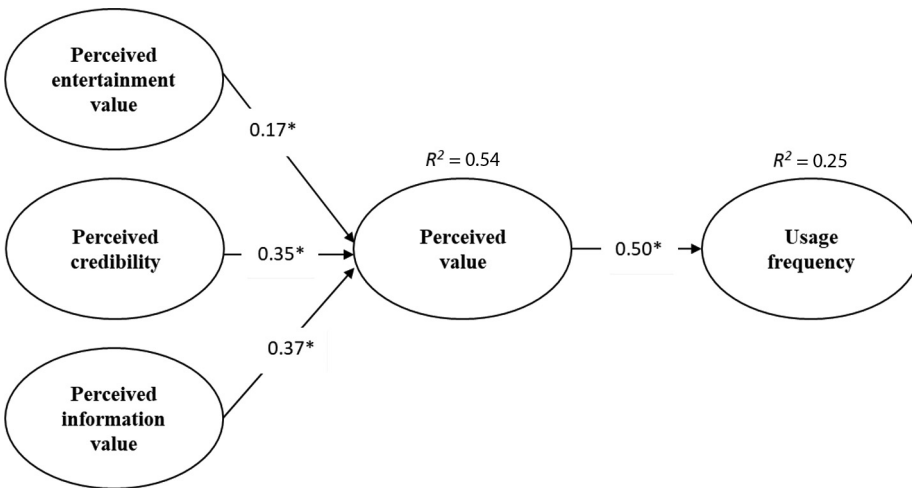 Perceived
entertainment
value
0.17*
R² = 0.54
R² = 0.25
Perceived
credibility
0.35*
Perceived
value
0.50*
Usage
frequency
0.37*
Perceived
information
value